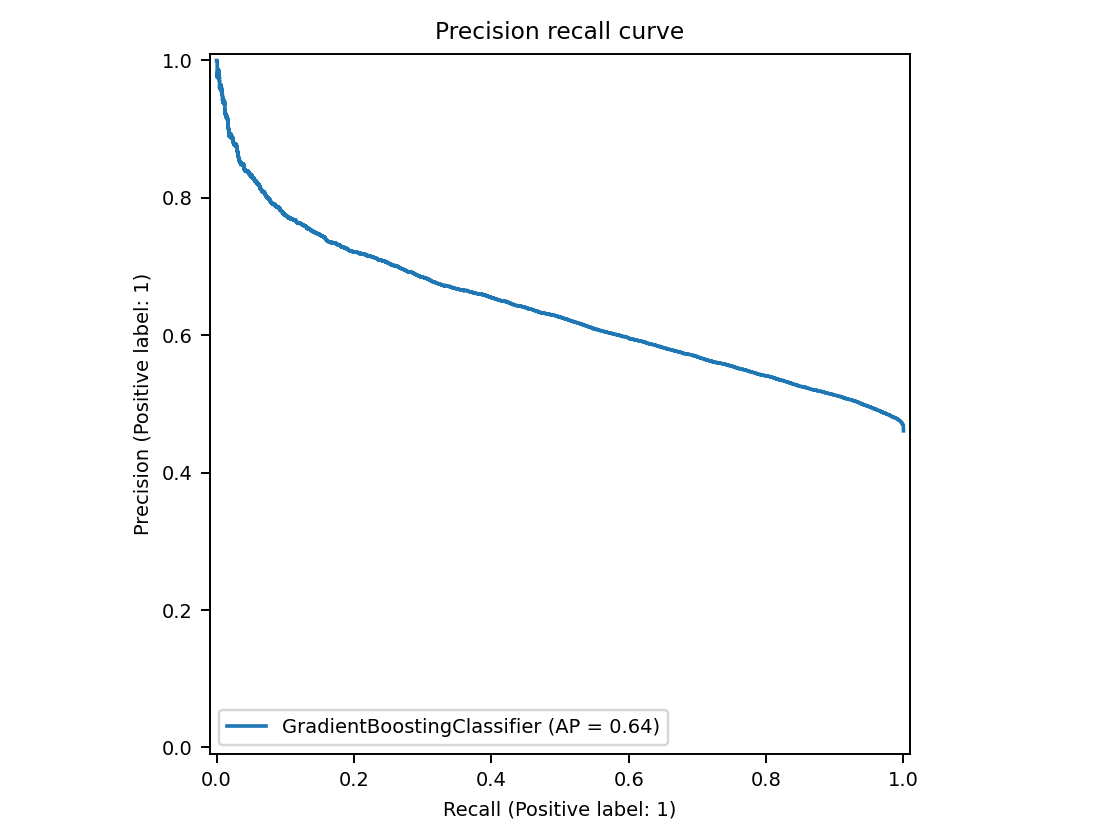 Precision recall curve
1.0
0.8
0.6
0.4
0.2
0.0
Precision (Positive label: 1)
GradientBoostingClassifier (AP = 0.64)
0.0 0.2 0.4 0.6 0.8 1.0
Recall (Positive label: 1)